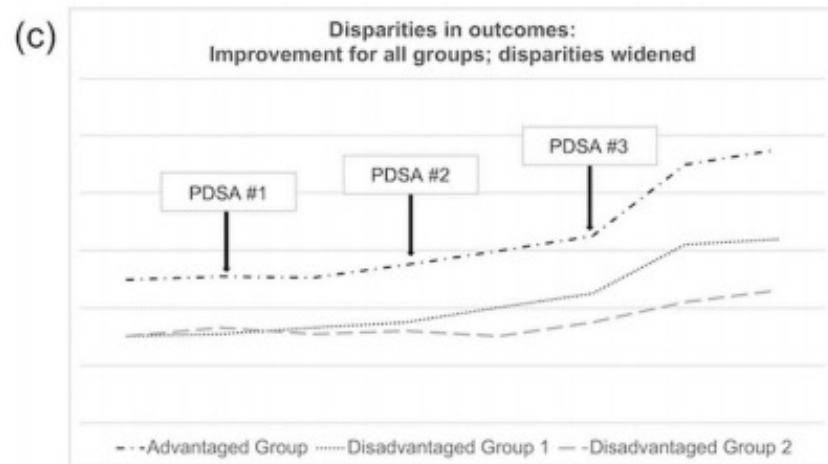 (c)
Disparities in outcomes:
Improvement for all groups; disparities widened
PDSA #3
PDSA #2
PDSA #1
Advantaged Group
Disadvantaged Group 1
Disadvantaged Group 2